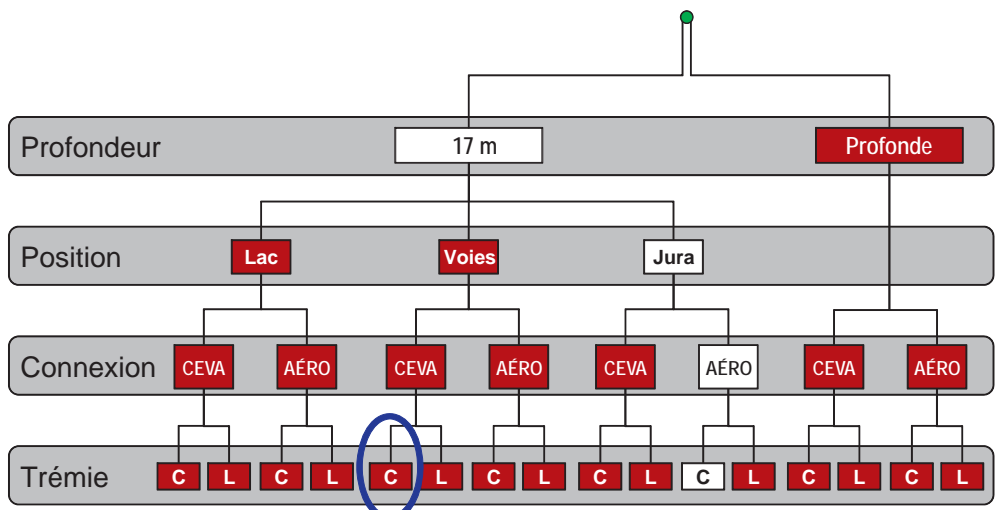 Profondeur 17 m Profonde
Position Lac Voies Jura
Connexion CEVA AÉRO CEVA AÉRO CEVA AÉRO CEVA AÉRO
Trémie C L C L C L C L C L C L C L C L